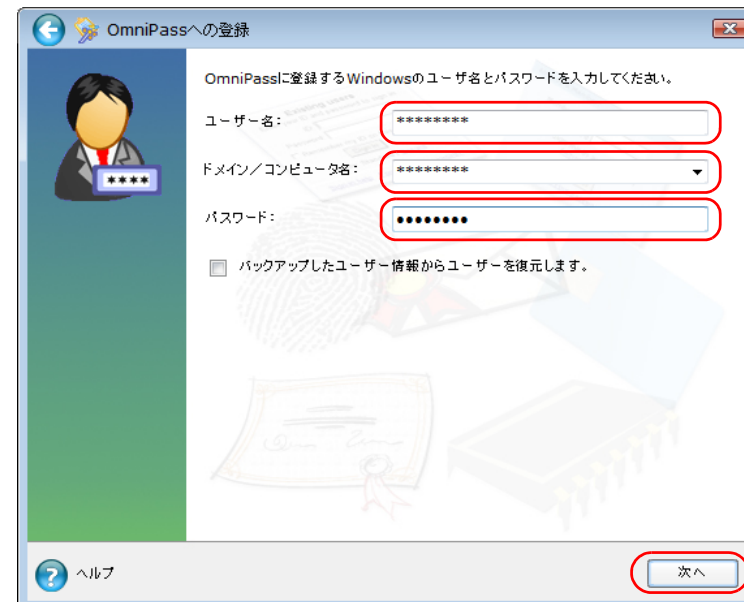 OmniPassへの登録
OmniPassに登録するWindowsのユーザ名とパスワードを入力してください。
ユーザー名：
********
ドメイン／コンピュータ名：
********
パスワード：
●●●●●●●●
****
バックアップしたユーザー情報からユーザーを復元します。
? ヘルプ
次へ